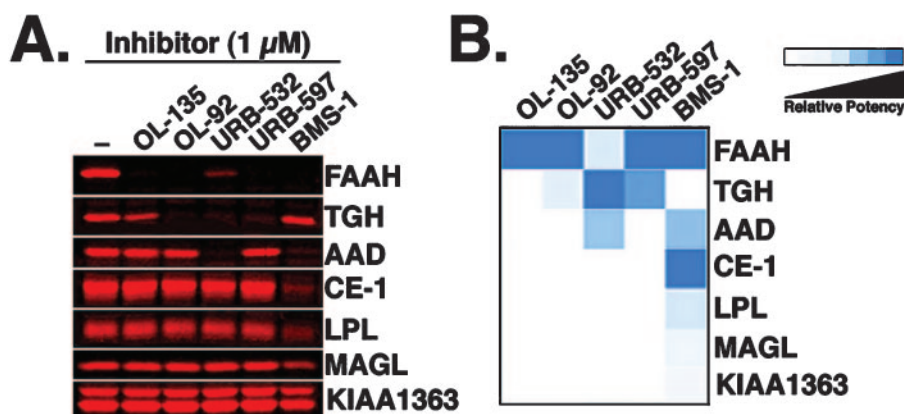 A.
Inhibitor (1 µM)
–
OL-135
OL-92
URB-532
URB-597
BMS-1
FAAH
TGH
AAD
CE-1
LPL
MAGL
KIAA1363
B.
OL-135
OL-92
URB-532
URB-597
BMS-1
Relative Potency
FAAH
TGH
AAD
CE-1
LPL
MAGL
KIAA1363